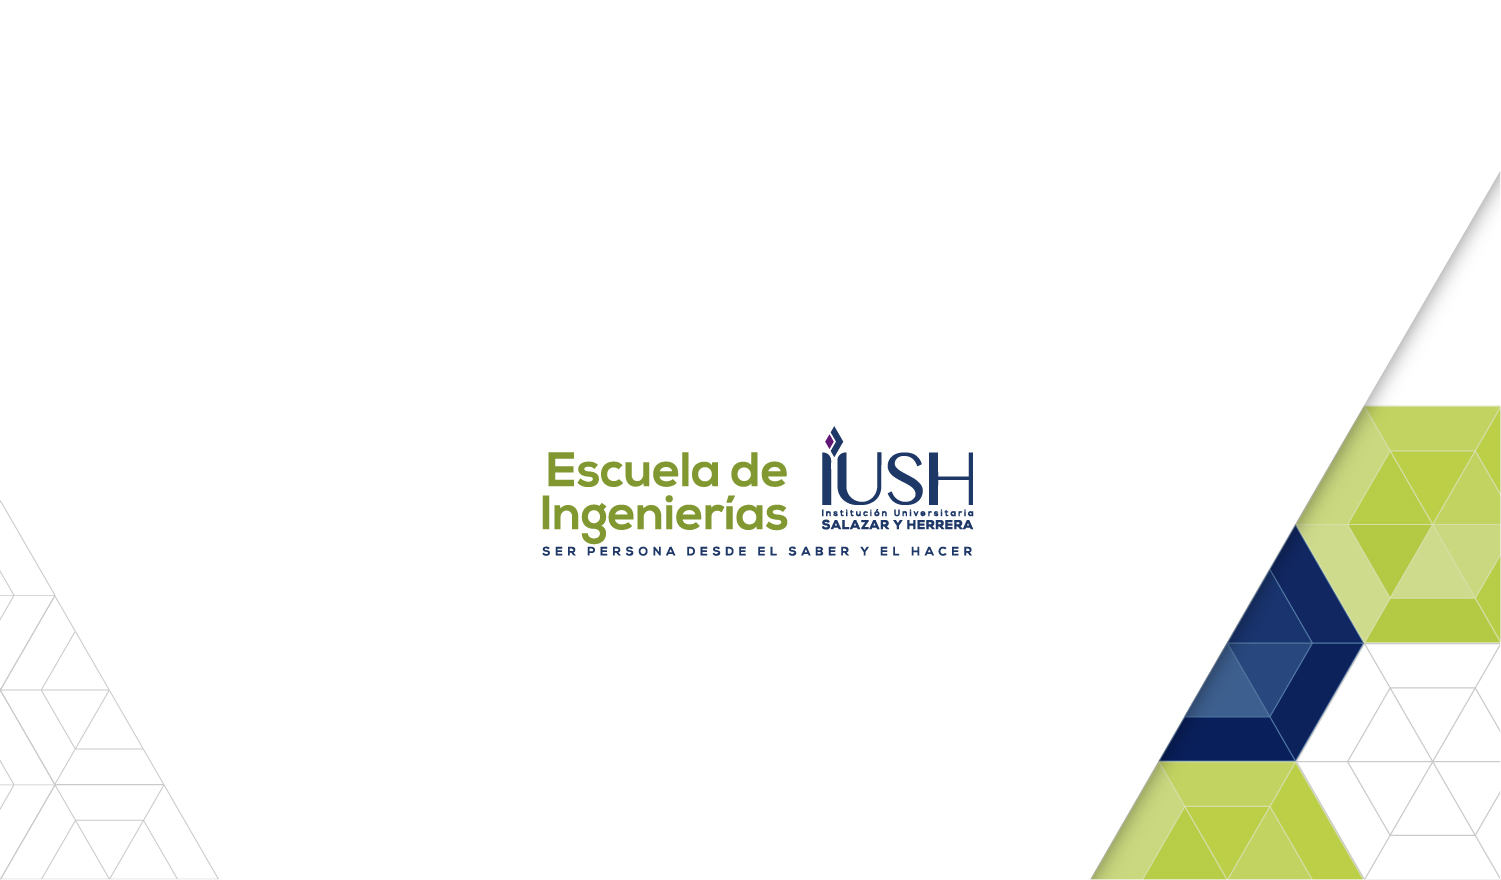 Escuela de
Ingenierías
IUSH
Institución Universitaria
SALAZAR Y HERRERA
SER PERSONA DESDE EL SABER Y EL HACER